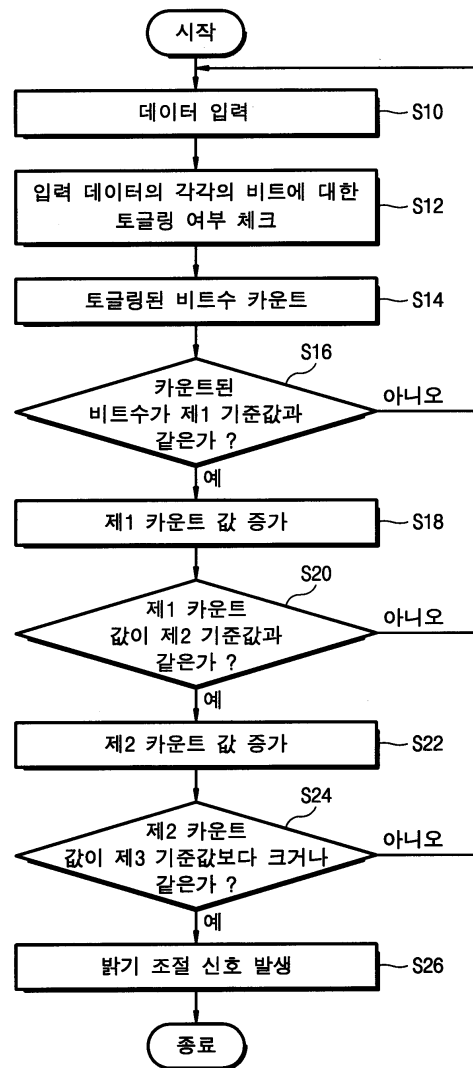 시작
데이터 입력
S10
입력 데이터의 각각의 비트에 대한
토글링 여부 체크
S12
토글링된 비트수 카운트
S14
S16
카운트된
비트수가 제1 기준값과
같은가 ?
아니오
예
제1 카운트 값 증가
S18
S20
제1 카운트
값이 제2 기준값과
같은가 ?
아니오
예
제2 카운트 값 증가
S22
S24
제2 카운트
값이 제3 기준값보다 크거나
같은가 ?
아니오
예
밝기 조절 신호 발생
S26
종료